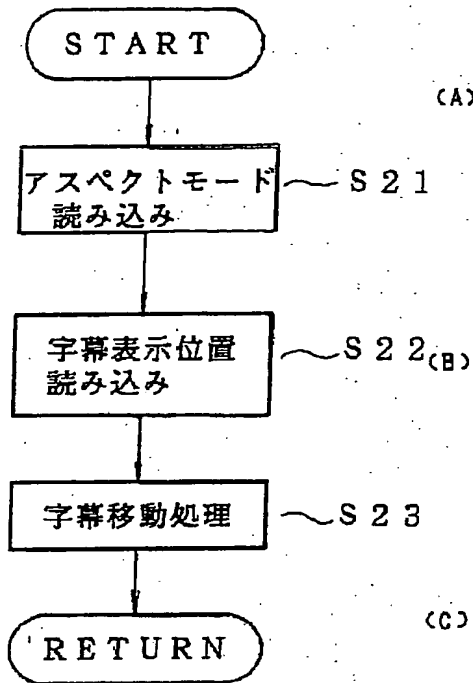 START
(A)
アスペクトモード
読み込み
S21
字幕表示位置
読み込み
S22
(B)
字幕移動処理
S23
(C)
RETURN